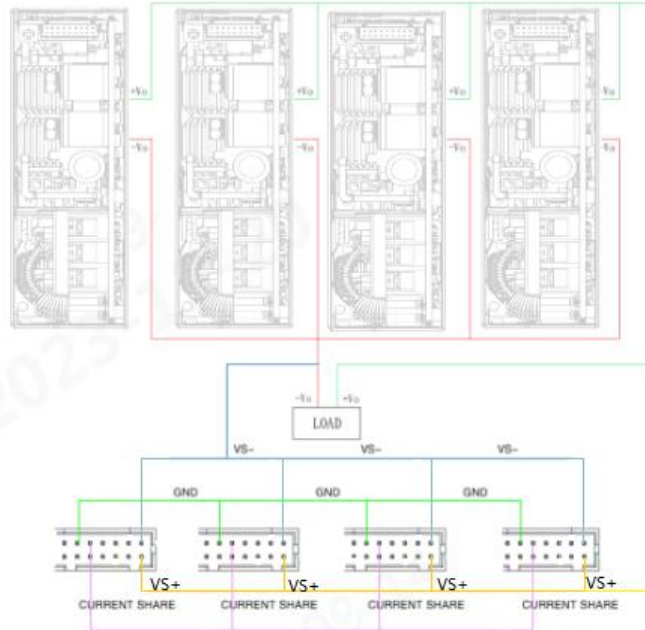 +Vo
+Vo
+Vo
+Vo
-Vo
-Vo
-Vo
-Vo
-Vo
+Vo
LOAD
VS-
VS-
VS-
GND
GND
GND
VS+
VS+
VS+
VS+
CURRENT SHARE
CURRENT SHARE
CURRENT SHARE
CURRENT SHARE